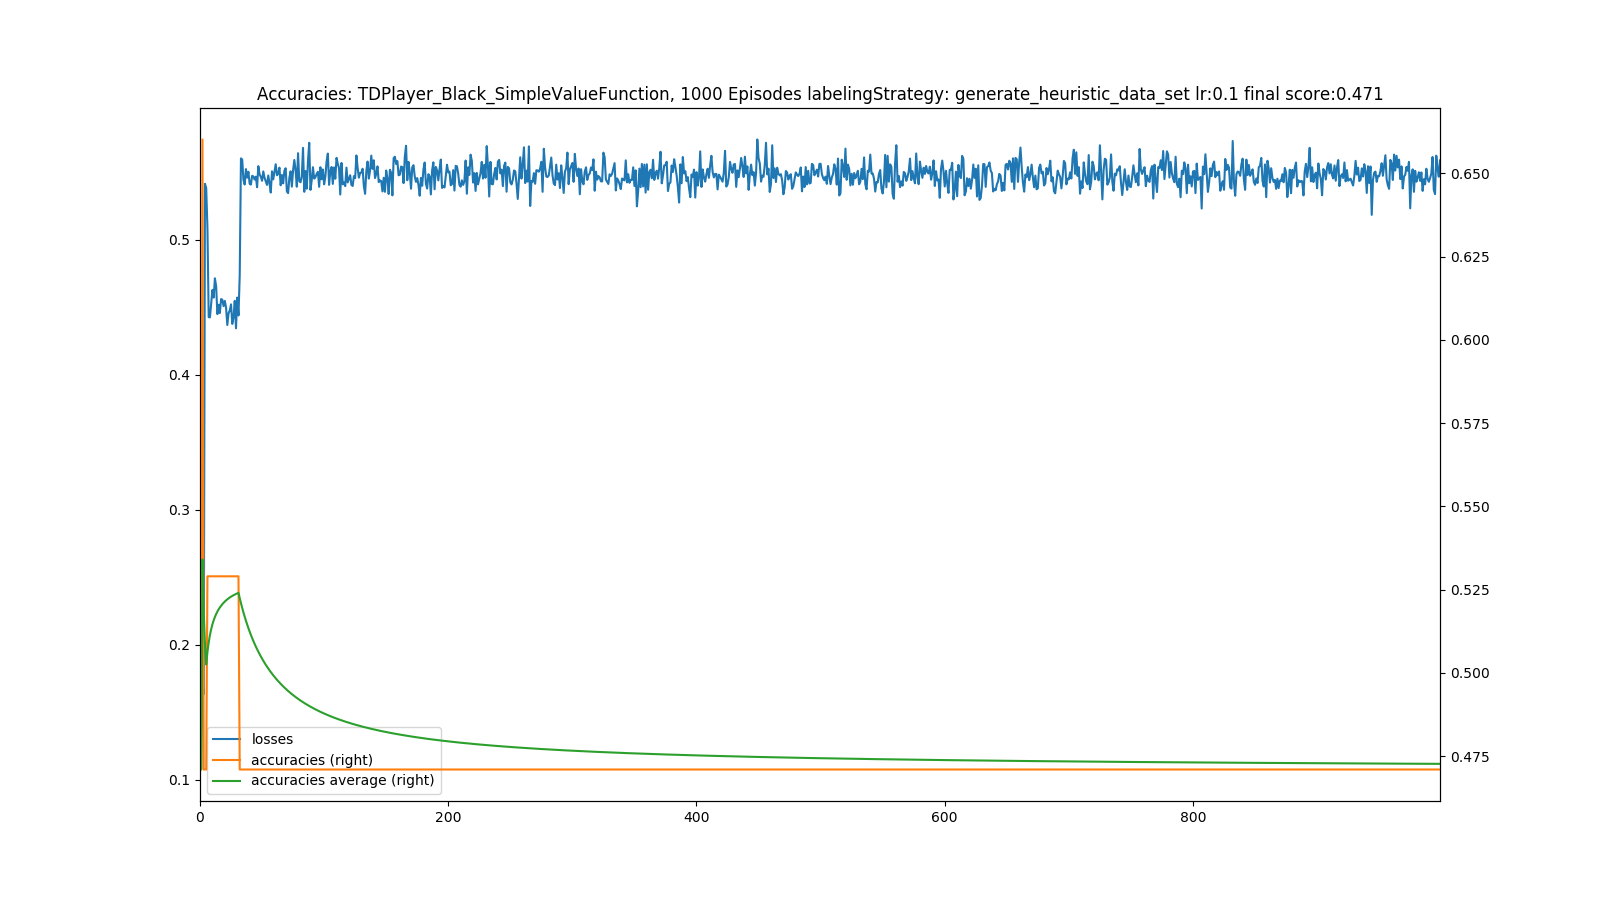 Accuracies: TDPlayer_Black_SimpleValueFunction, 1000 Episodes labelingStrategy: generate_heuristic_data_set lr:0.1 final score:0.471
0.5
0.4
0.3
0.2
0.1
0.650
0.625
0.600
0.575
0.550
0.525
0.500
0.475
losses
accuracies (right)
accuracies average (right)
0 200 400 600 800